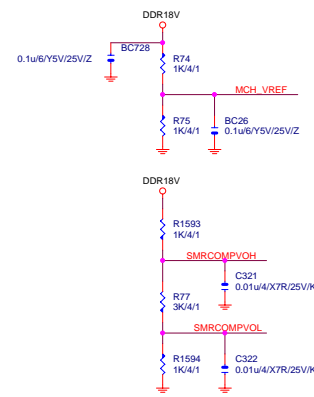 DDR18V
BC728
0.1u/6/Y5V/25V/Z
R74
1K/4/1
MCH_VREF
R75
1K/4/1
BC26
0.1u/6/Y5V/25V/Z
DDR18V
R1593
1K/4/1
SMRCOMPVOH
C321
0.01u/4/X7R/25V/K
R77
3K/4/1
SMRCOMPVOL
R1594
1K/4/1
C322
0.01u/4/X7R/25V/K